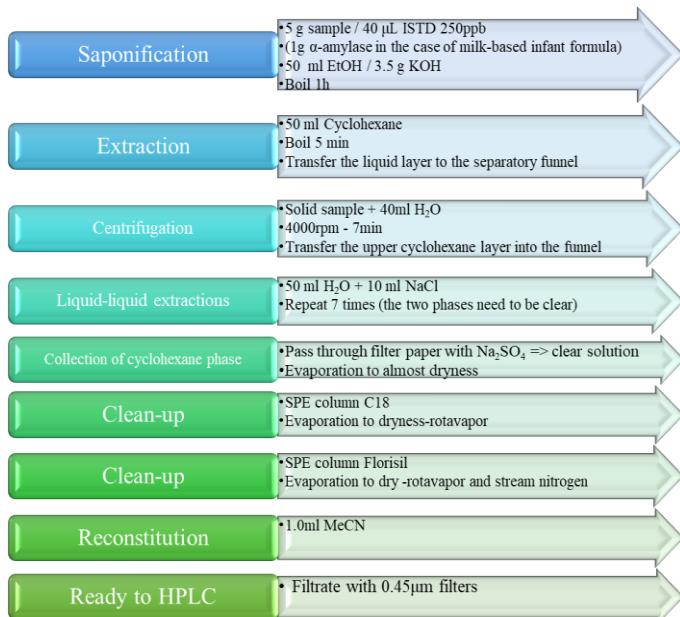 Saponification
•5 g sample / 40 μL ISTD 250ppb
•(1g α-amylase in the case of milk-based infant formula)
•50  ml EtOH / 3.5 g KOH
•Boil 1h
Extraction
•50 ml Cyclohexane
•Boil 5 min
•Transfer the liquid layer to the separatory funnel
Centrifugation
•Solid sample + 40ml H₂O
•4000rpm - 7min
•Transfer the upper cyclohexane layer into the funnel
Liquid-liquid extractions
•50 ml H₂O + 10 ml NaCl
•Repeat 7 times (the two phases need to be clear)
Collection of cyclohexane phase
•Pass through filter paper with Na₂SO₄ => clear solution
•Evaporation to almost dryness
Clean-up
•SPE column C18
•Evaporation to dryness-rotavapor
Clean-up
•SPE column Florisil
•Evaporation to dry -rotavapor and stream nitrogen
Reconstitution
•1.0ml MeCN
Ready to HPLC
• Filtrate with 0.45μm filters